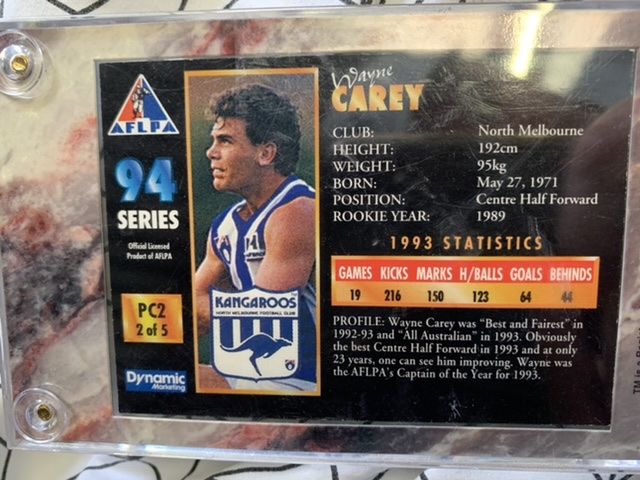 AFLPA
94
SERIES
Official Licensed
Product of AFLPA
PC2
2 of 5
Dynamic
Marketing
KANGAROOS
NORTH MELBOURNE FOOTBALL CLUB
Wayne
CAREY
CLUB: North Melbourne
HEIGHT: 192cm
WEIGHT: 95kg
BORN: May 27, 1971
POSITION: Centre Half Forward
ROOKIE YEAR: 1989
1993 STATISTICS
GAMES KICKS MARKS H/BALLS GOALS BEHINDS
19 216 150 123 64 44
PROFILE: Wayne Carey was "Best and Fairest" in
1992-93 and "All Australian" in 1993. Obviously
the best Centre Half Forward in 1993 and at only
23 years, one can see him improving. Wayne was
the AFLPA's Captain of the Year for 1993.